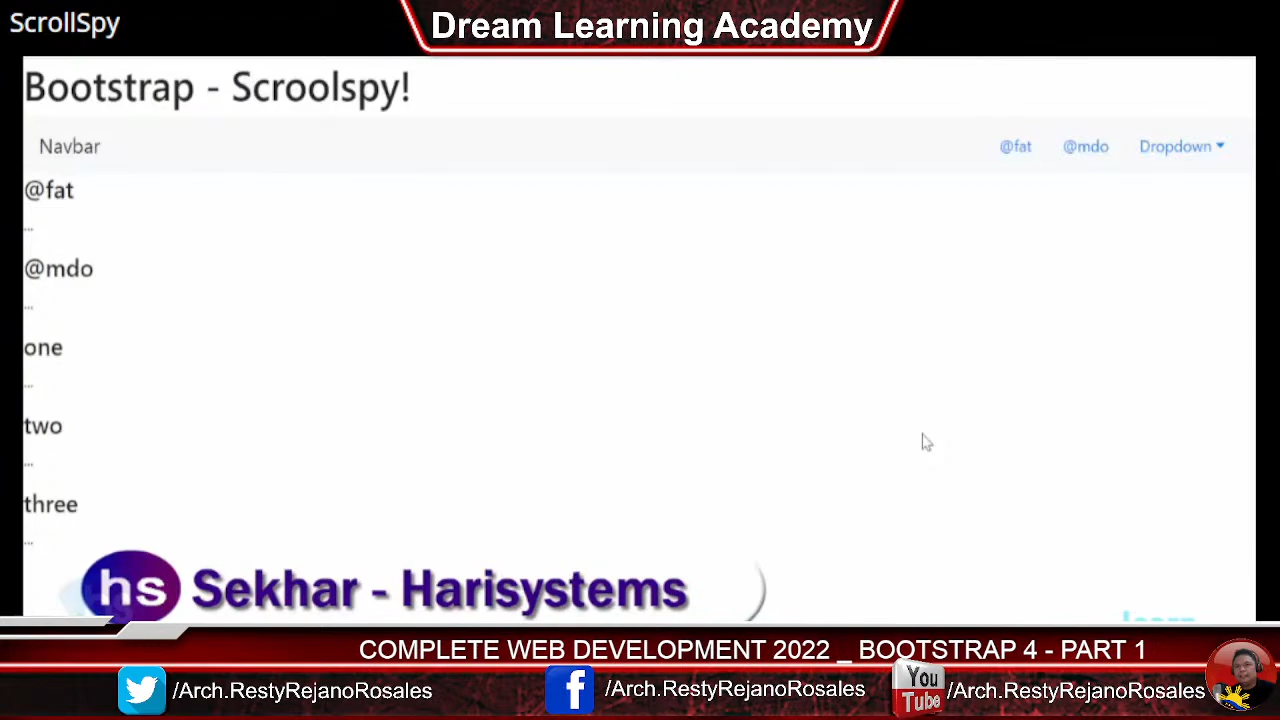 ScrollSpy
Dream Learning Academy
Bootstrap - Scroolspy!
Navbar
@fat
@mdo
Dropdown
@fat
...
@mdo
...
one
...
two
...
three
...
hs Sekhar - Harisystems
learn
COMPLETE WEB DEVELOPMENT 2022 _ BOOTSTRAP 4 - PART 1
/Arch.RestyRejanoRosales
f /Arch.RestyRejanoRosales
You Tube /Arch.RestyRejanoRosales